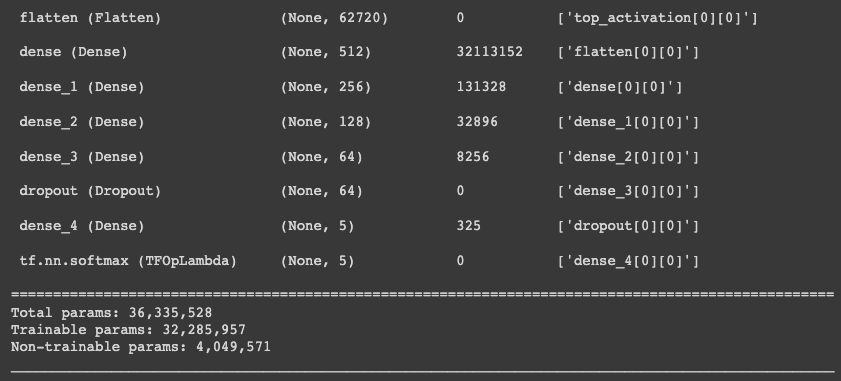 flatten (Flatten) (None, 62720) 0 ['top_activation[0][0]']
dense (Dense) (None, 512) 32113152 ['flatten[0][0]']
dense_1 (Dense) (None, 256) 131328 ['dense[0][0]']
dense_2 (Dense) (None, 128) 32896 ['dense_1[0][0]']
dense_3 (Dense) (None, 64) 8256 ['dense_2[0][0]']
dropout (Dropout) (None, 64) 0 ['dense_3[0][0]']
dense_4 (Dense) (None, 5) 325 ['dropout[0][0]']
tf.nn.softmax (TFOpLambda) (None, 5) 0 ['dense_4[0][0]']
==================================================================================================
Total params: 36,335,528
Trainable params: 32,285,957
Non-trainable params: 4,049,571
__________________________________________________________________________________________________